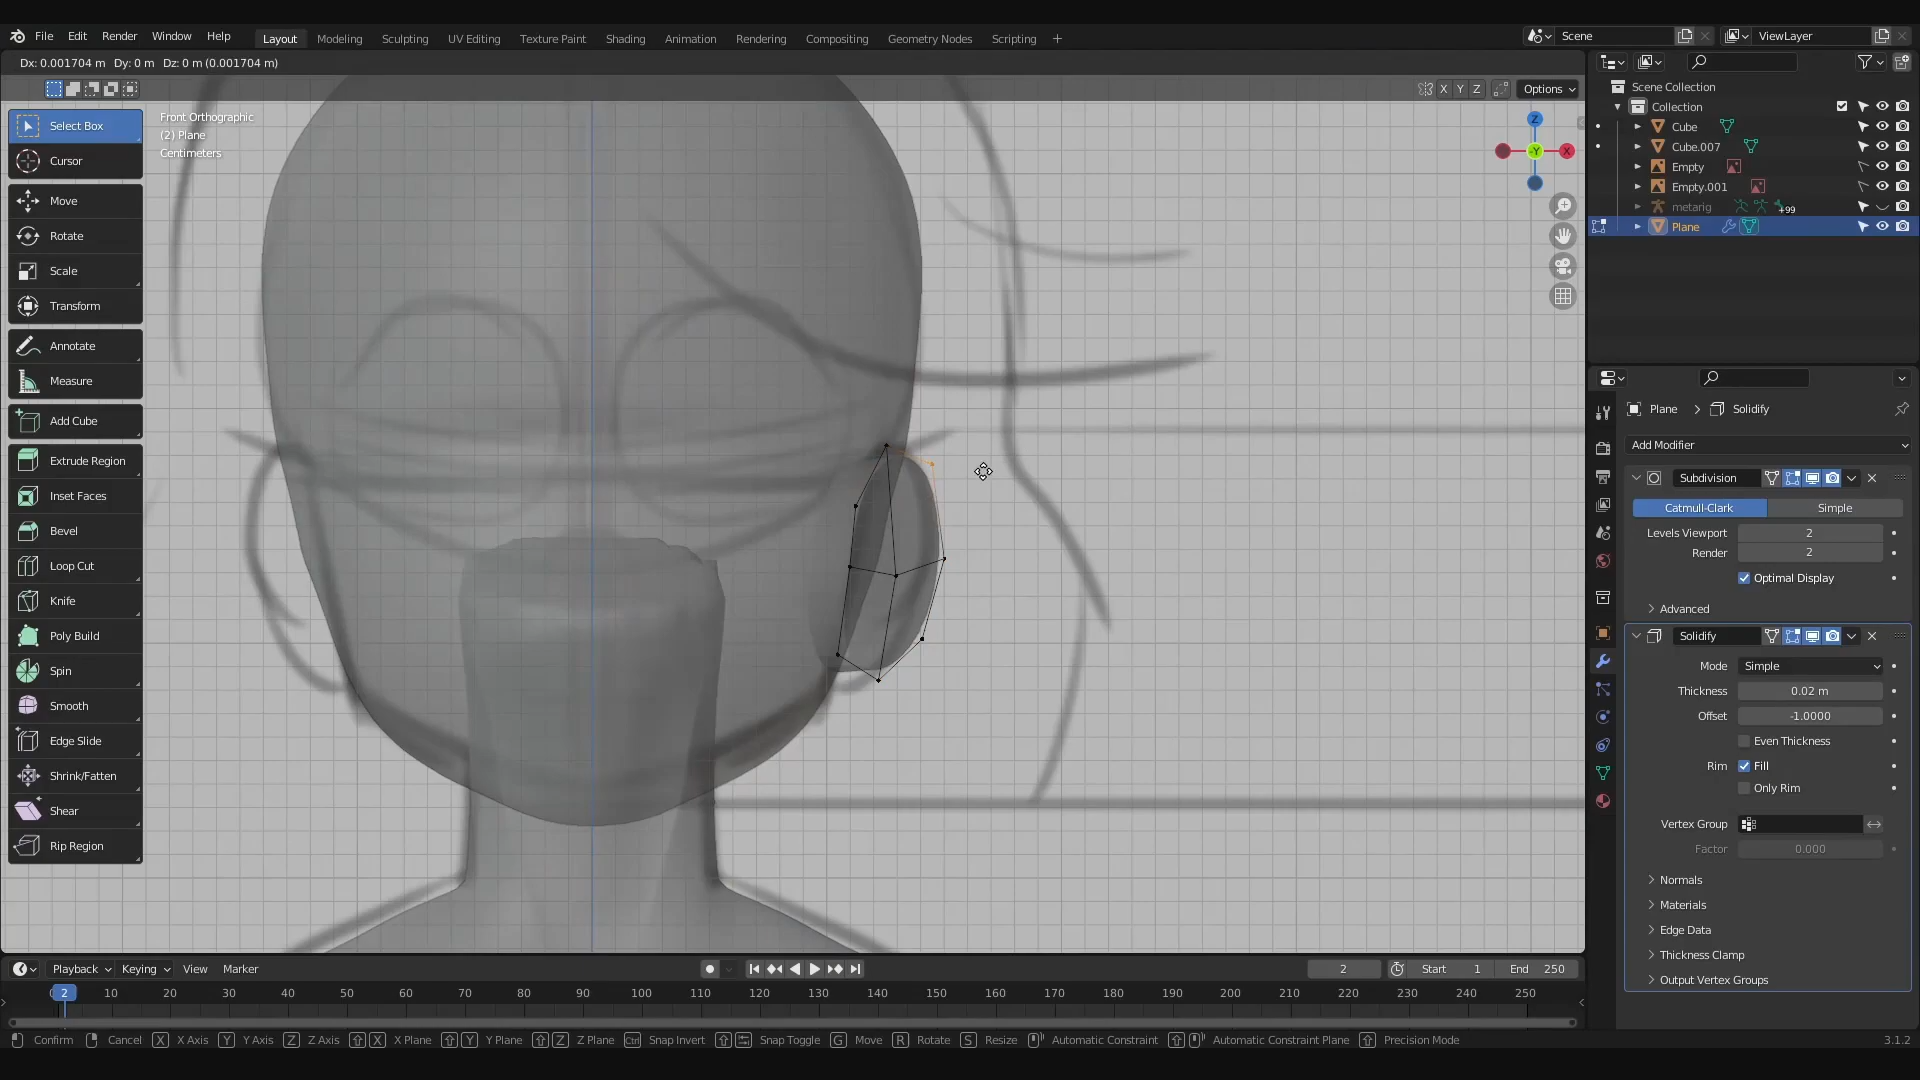 File Edit Render Window Help Layout Modeling Sculpting UV Editing Texture Paint Shading Animation Rendering Compositing Geometry Nodes Scripting + Scene ViewLayer
Dx: 0.001704 m Dy: 0 m Dz: 0 m (0.001704 m)
X Y Z Options
Select Box
Cursor
Move
Rotate
Scale
Transform
Annotate
Measure
Add Cube
Extrude Region
Inset Faces
Bevel
Loop Cut
Knife
Poly Build
Spin
Smooth
Edge Slide
Shrink/Fatten
Shear
Rip Region
Front Orthographic
(2) Plane
Centimeters
Z
-Y X
Scene Collection
Collection
Cube
Cube.007
Empty
Empty.001
metarig +99
Plane
Plane > Solidify
Add Modifier
Subdivision
Catmull-Clark Simple
Levels Viewport 2
Render 2
Optimal Display
Advanced
Solidify
Mode Simple
Thickness 0.02 m
Offset -1.0000
Even Thickness
Rim Fill
Only Rim
Vertex Group
Factor 0.000
Normals
Materials
Edge Data
Thickness Clamp
Output Vertex Groups
Playback Keying View Marker 2 Start 1 End 250
2 10 20 30 40 50 60 70 80 90 100 110 120 130 140 150 160 170 180 190 200 210 220 230 240 250
Confirm Cancel X X Axis Y Y Axis Z Z Axis X X Plane Y Y Plane Z Z Plane Ctrl Snap Invert Snap Toggle G Move R Rotate S Resize Automatic Constraint Automatic Constraint Plane Precision Mode 3.1.2